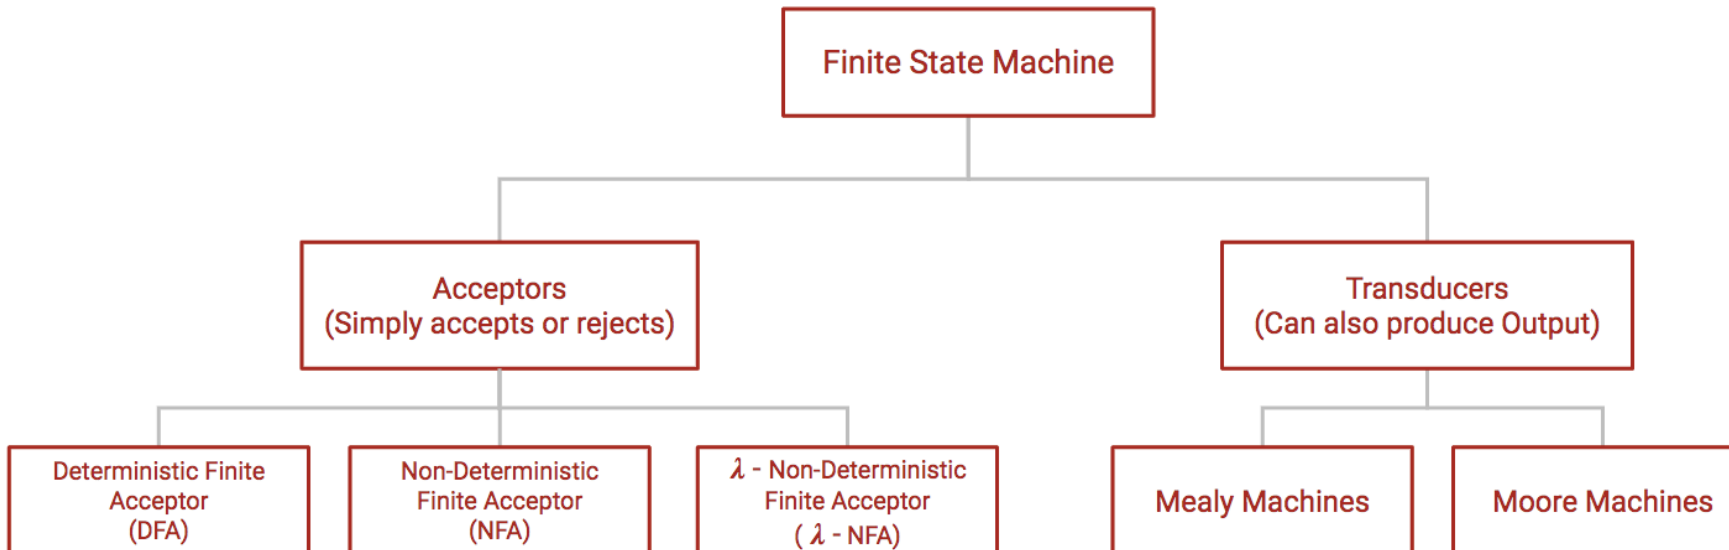 Finite State Machine
Acceptors
(Simply accepts or rejects)
Transducers
(Can also produce Output)
Deterministic Finite
Acceptor
(DFA)
Non-Deterministic
Finite Acceptor
(NFA)
λ - Non-Deterministic
Finite Acceptor
( λ - NFA)
Mealy Machines
Moore Machines